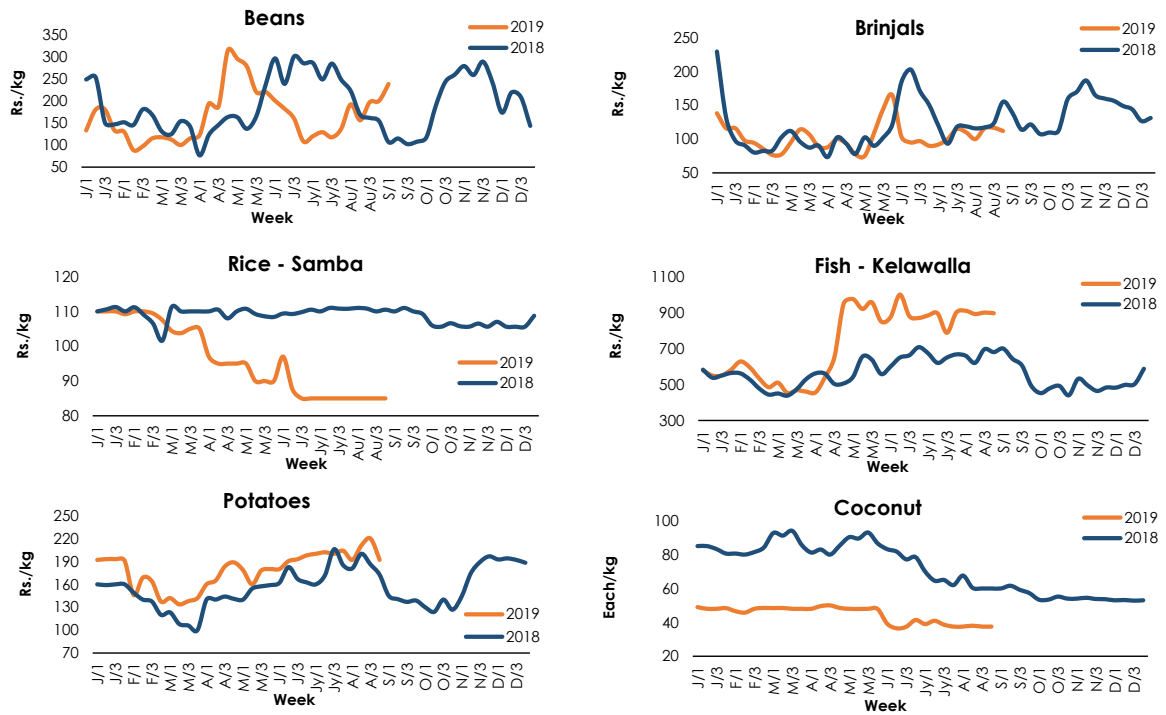 Beans
2019
2018
Rs./kg
350
300
250
200
150
100
50
J/1 J/3 F/1 F/3 M/1 M/3 A/1 A/3 M/1 M/3 J/1 J/3 Jy/1 Jy/3 Au/1 Au/3 S/1 S/3 O/1 O/3 N/1 N/3 D/1 D/3
Week
Brinjals
2019
2018
Rs./kg
250
200
150
100
50
J/1 J/3 F/1 F/3 M/1 M/3 A/1 A/3 M/1 M/3 J/1 J/3 Jy/1 Jy/3 Au/1 Au/3 S/1 S/3 O/1 O/3 N/1 N/3 D/1 D/3
Week
Rice - Samba
2019
2018
Rs./kg
120
110
100
90
80
J/1 J/3 F/1 F/3 M/1 M/3 A/1 A/3 M/1 M/3 J/1 J/3 Jy/1 Jy/3 Au/1 Au/3 S/1 S/3 O/1 O/3 N/1 N/3 D/1 D/3
Week
Fish - Kelawalla
2019
2018
Rs./kg
1100
900
700
500
300
J/1 J/3 F/1 F/3 M/1 M/3 A/1 A/3 M/1 M/3 J/1 J/3 Jy/1 Jy/3 A/1 A/3 S/1 S/3 O/1 O/3 N/1 N/3 D/1 D/3
Week
Potatoes
2019
2018
Rs./kg
250
220
190
160
130
100
70
J/1 J/3 F/1 F/3 M/1 M/3 A/1 A/3 M/1 M/3 J/1 J/3 Jy/1 Jy/3 A/1 A/3 S/1 S/3 O/1 O/3 N/1 N/3 D/1 D/3
Week
Coconut
2019
2018
Each/kg
100
80
60
40
20
J/1 J/3 F/1 F/3 M/1 M/3 A/1 A/3 M/1 M/3 J/1 J/3 Jy/1 Jy/3 A/1 A/3 S/1 S/3 O/1 O/3 N/1 N/3 D/1 D/3
Week